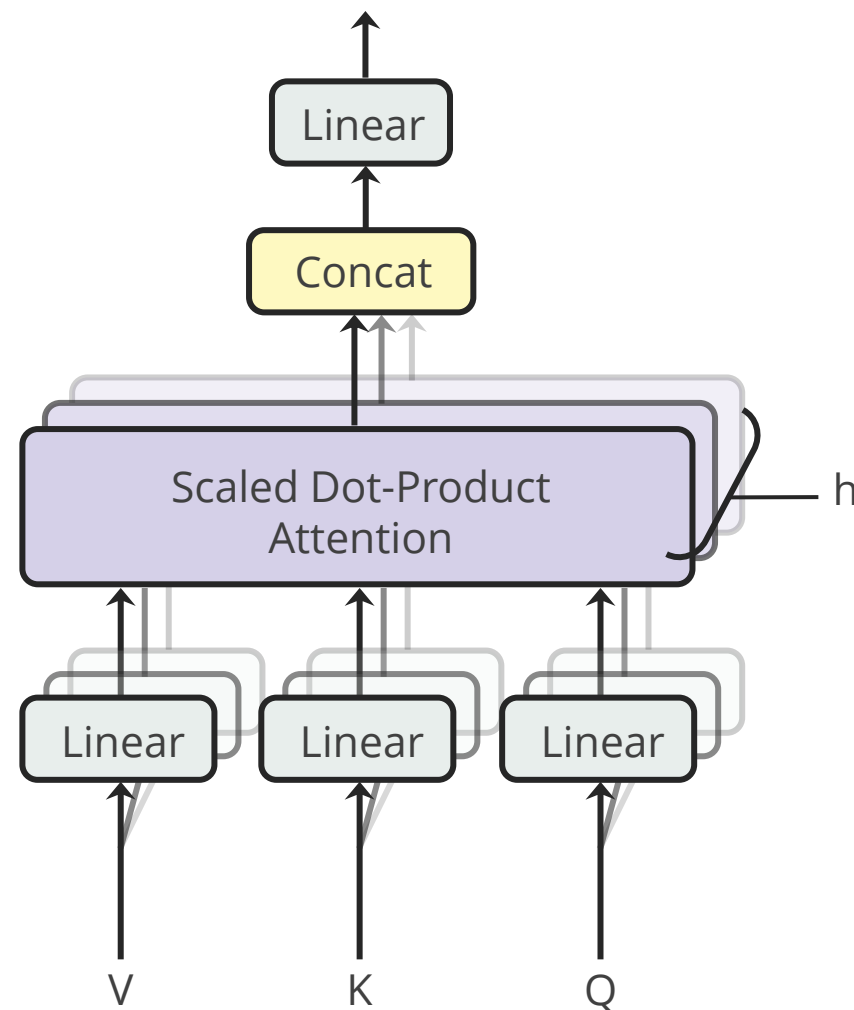 Linear
Concat
Scaled Dot-Product
Attention
h
Linear
Linear
Linear
V
K
Q